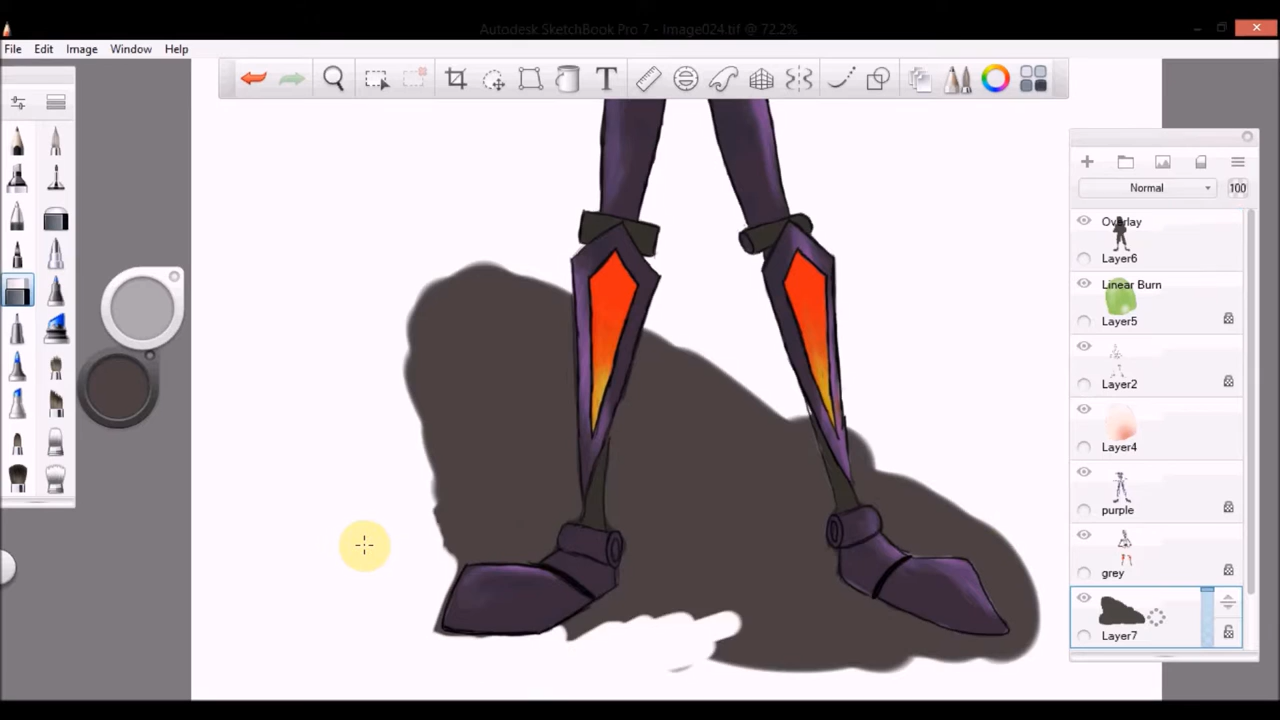 Autodesk SketchBook Pro 7 - Image024.tif @ 72.2%
File Edit Image Window Help
T
Normal 100
Overlay
Layer6
Linear Burn
Layer5
Layer2
Layer4
purple
grey
Layer7